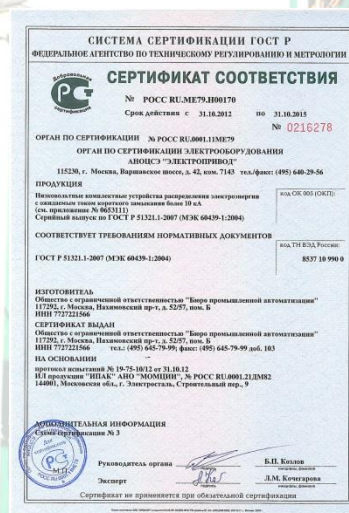 СИСТЕМА СЕРТИФИКАЦИИ ГОСТ Р
ФЕДЕРАЛЬНОЕ АГЕНТСТВО ПО ТЕХНИЧЕСКОМУ РЕГУЛИРОВАНИЮ И МЕТРОЛОГИИ
СЕРТИФИКАТ СООТВЕТСТВИЯ
№ РОСС RU.ME79.H00170
Срок действия с 31.10.2012 по 31.10.2015
№ 0216278
ОРГАН ПО СЕРТИФИКАЦИИ № РОСС RU.0001.11МЕ79
ОРГАН ПО СЕРТИФИКАЦИИ ЭЛЕКТРООБОРУДОВАНИЯ
АНОЦСЭ "ЭЛЕКТРОПРИВОД"
115230, г. Москва, Варшавское шоссе, д. 42, ком. 7143 тел./факс: (495) 640-29-56
ПРОДУКЦИЯ
код ОК 005 (ОКП):
Низковольтные комплектные устройства распределения электроэнергии
с ожидаемым током короткого замыкания более 10 кА
(см. приложение № 0653111)
Серийный выпуск по ГОСТ Р 51321.1-2007 (МЭК 60439-1:2004)
СООТВЕТСТВУЕТ ТРЕБОВАНИЯМ НОРМАТИВНЫХ ДОКУМЕНТОВ
код ТН ВЭД России:
ГОСТ Р 51321.1-2007 (МЭК 60439-1:2004)
8537 10 990 0
ИЗГОТОВИТЕЛЬ
Общество с ограниченной ответственностью "Бюро промышленной автоматизации"
117292, г. Москва, Нахимовский пр-т, д. 52/57, пом. Б
ИНН 7727221566
СЕРТИФИКАТ ВЫДАН
Общество с ограниченной ответственностью "Бюро промышленной автоматизации"
117292, г. Москва, Нахимовский пр-т, д. 52/57, пом. Б
ИНН 7727221566 тел.: (495) 645-79-99; факс: (495) 645-79-99 доб. 103
НА ОСНОВАНИИ
протокол испытаний № 19-75-10/12 от 31.10.12
ИЛ продукции "ИПАК" АНО "МОМЦИИ", № РОСС RU.0001.21ДМ82
144001, Московская обл., г. Электросталь, Строительный пер., 9
ДОПОЛНИТЕЛЬНАЯ ИНФОРМАЦИЯ
Схема сертификации № 3
М.П.
Руководитель органа
Б.П. Козлов
Эксперт
Л.М. Кочегарова
Сертификат не применяется при обязательной сертификации